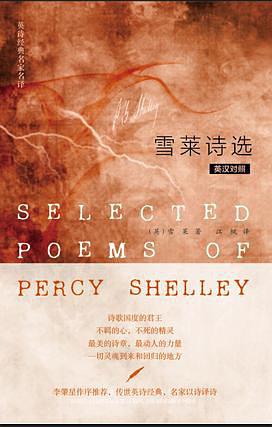 英诗经典名家名译
P B Shelley
雪莱诗选
英汉对照
SELECTED
(英) 雪莱著 江枫译
POEMS OF
PERCY SHELLEY
诗歌国度的君王
不羁的心，不死的精灵
最美的诗章，最动人的力量
—切灵魂到来和回归的地方
李肇星作序推荐，传世英诗经典，名家以诗译诗